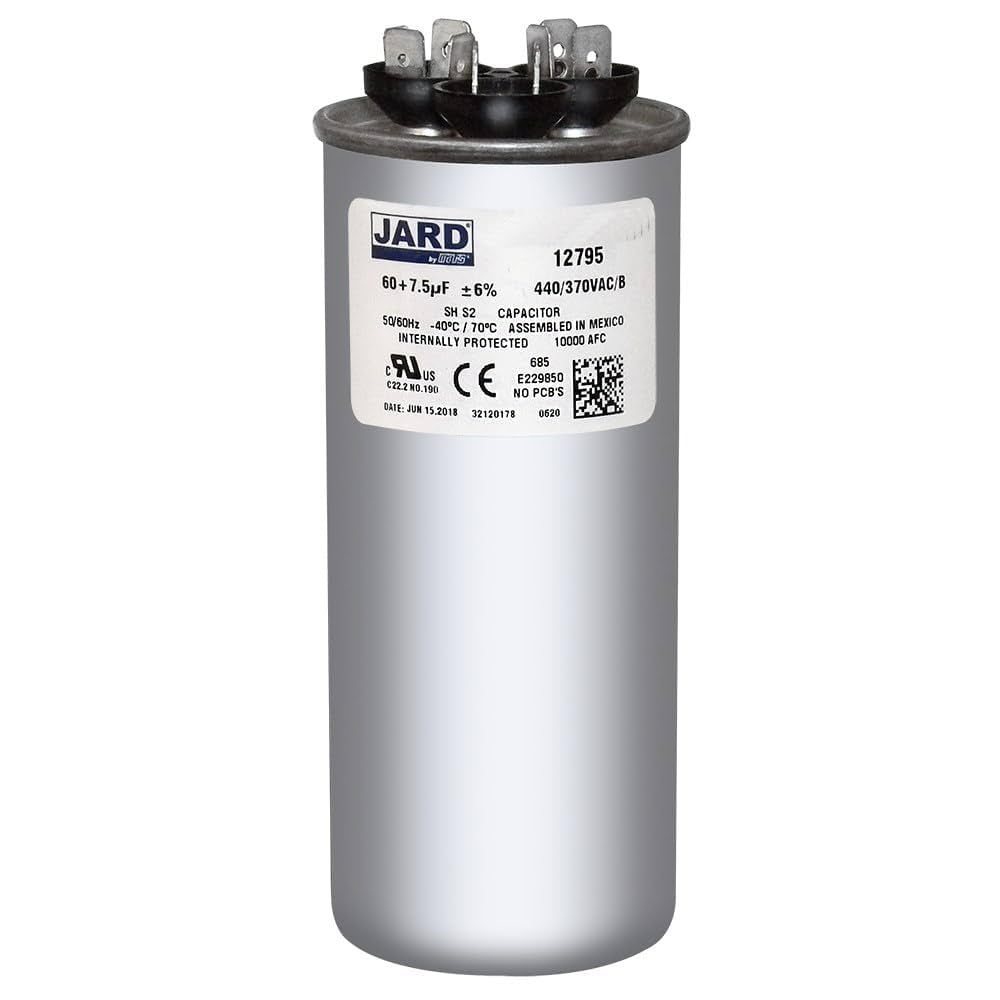 JARD®
by MARS®
12795
60+7.5µF ±6% 440/370VAC/B
SH S2 CAPACITOR
50/60Hz -40ºC / 70ºC ASSEMBLED IN MEXICO
INTERNALLY PROTECTED 10000 AFC
685
C RU US CE E229850
C22.2 NO.190 NO PCB'S
DATE: JUN 15.2018 32120178 0620